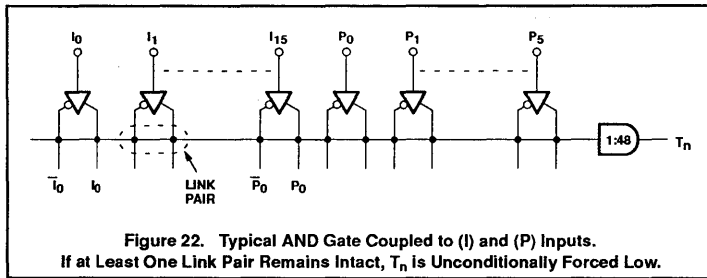 I0 I1 I15 P0 P1 P5
1:48 Tn
I̅0 I0 LINK PAIR P̅0 P0
Figure 22. Typical AND Gate Coupled to (I) and (P) Inputs.
If at Least One Link Pair Remains Intact, Tn is Unconditionally Forced Low.